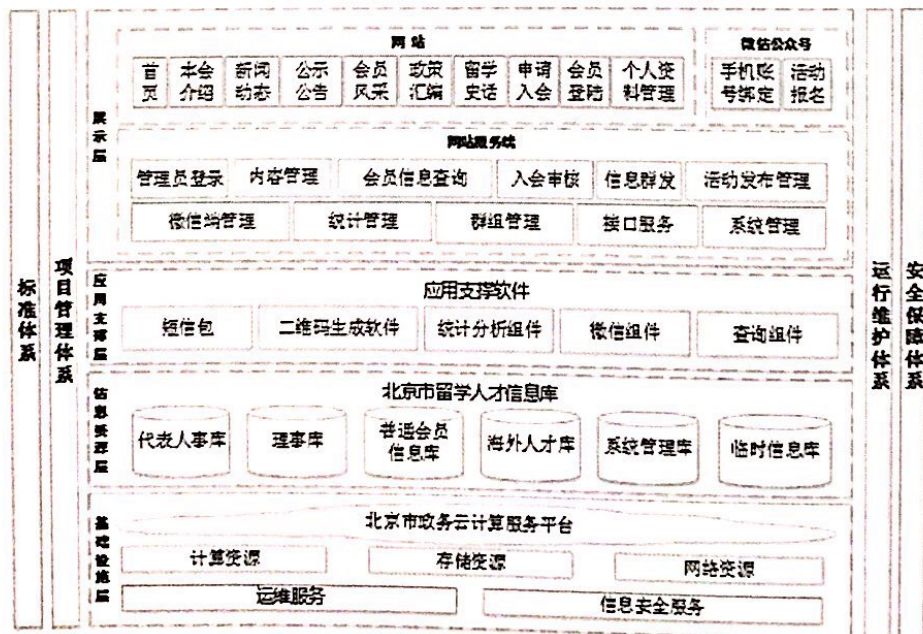 网站
首页
本会介绍
新闻动态
公示公告
会员风采
政策汇编
留学史话
申请入会
会员登陆
个人资料管理
微信公众号
手机账号绑定
活动报名
展示层
网站服务端
管理员登录
内容管理
会员信息查询
入会审核
信息群发
活动发布管理
微信端管理
统计管理
群组管理
接口服务
系统管理
标准体系
项目管理体系
应用支撑层
应用支撑软件
短信包
二维码生成软件
统计分析组件
微信组件
查询组件
运行维护体系
安全保障体系
信息资源层
北京市留学人才信息库
代表人事库
理事库
普通会员信息库
海外人才库
系统管理库
临时信息库
基础设施层
北京市政务云计算服务平台
计算资源
存储资源
网络资源
运维服务
信息安全服务